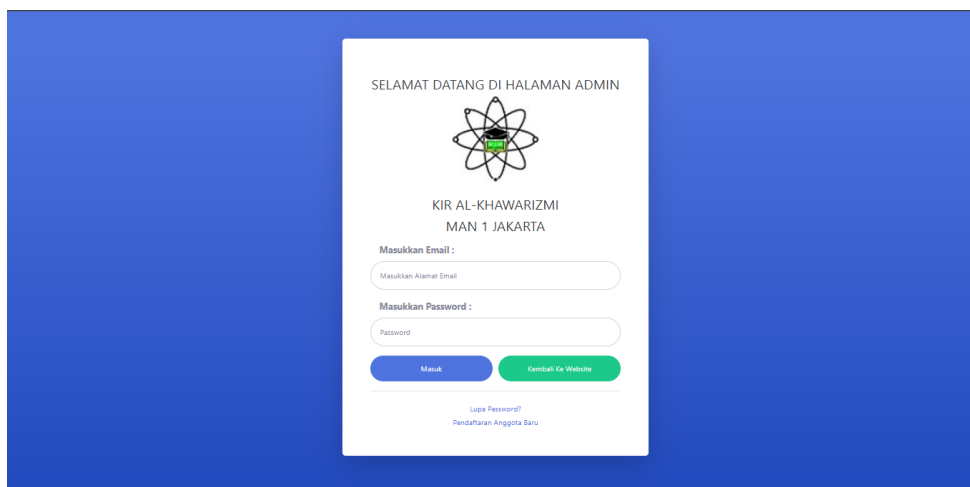 SELAMAT DATANG DI HALAMAN ADMIN
KIR AL-KHAWARIZMI
MAN 1 JAKARTA
Masukkan Email :
Masukkan Alamat Email
Masukkan Password :
Password
Masuk
Kembali Ke Website
Lupa Password?
Pendaftaran Anggota Baru